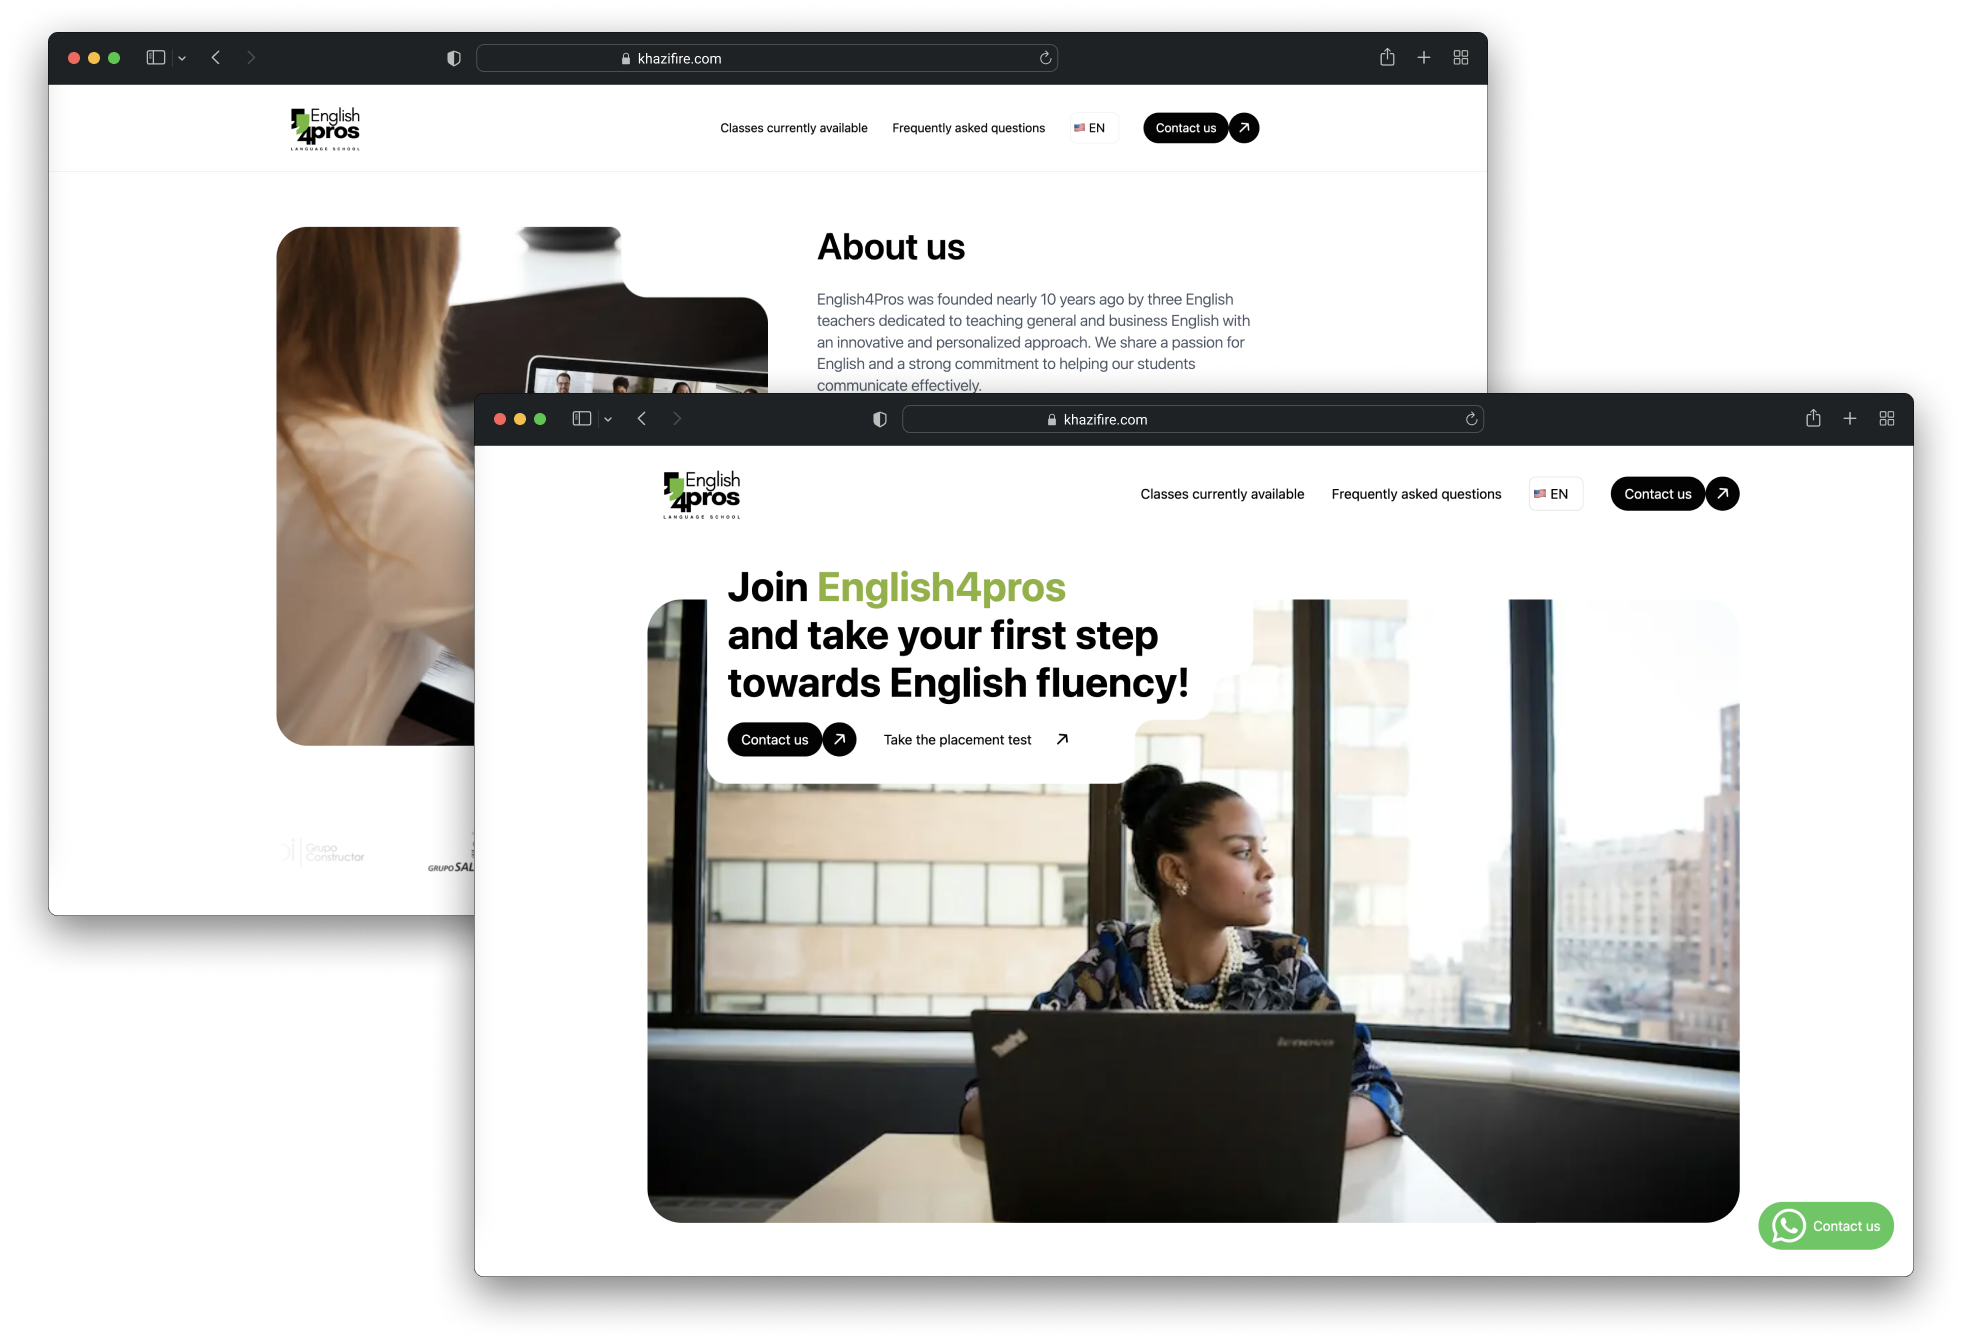 khazifire.com
English
4pros
LANGUAGE SCHOOL
Classes currently available
Frequently asked questions
EN
Contact us
About us
English4Pros was founded nearly 10 years ago by three English
teachers dedicated to teaching general and business English with
an innovative and personalized approach. We share a passion for
English and a strong commitment to helping our students
communicate effectively.
Grupo
Constructor
GRUPO SAL
khazifire.com
English
4pros
LANGUAGE SCHOOL
Classes currently available
Frequently asked questions
EN
Contact us
Join English4pros
and take your first step
towards English fluency!
Contact us
Take the placement test
ThinkPad
lenovo
Contact us